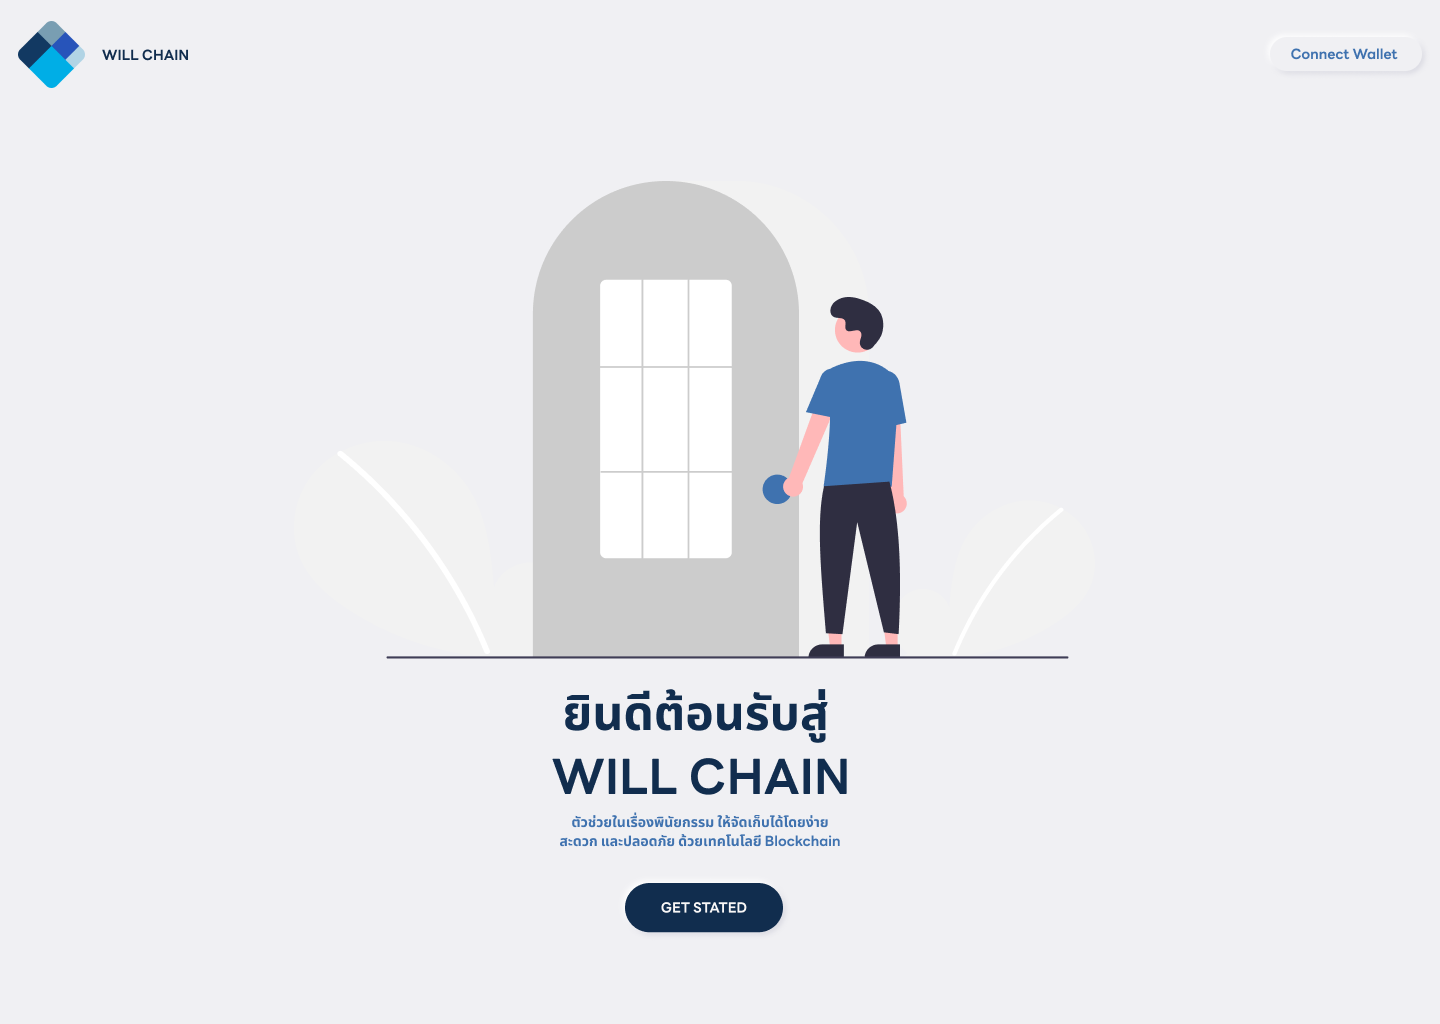 WILL CHAIN
Connect Wallet
ยินดีต้อนรับสู่
WILL CHAIN
ตัวช่วยในเรื่องพินัยกรรม ให้จัดเก็บได้โดยง่าย
สะดวก และปลอดภัย ด้วยเทคโนโลยี Blockchain
GET STATED